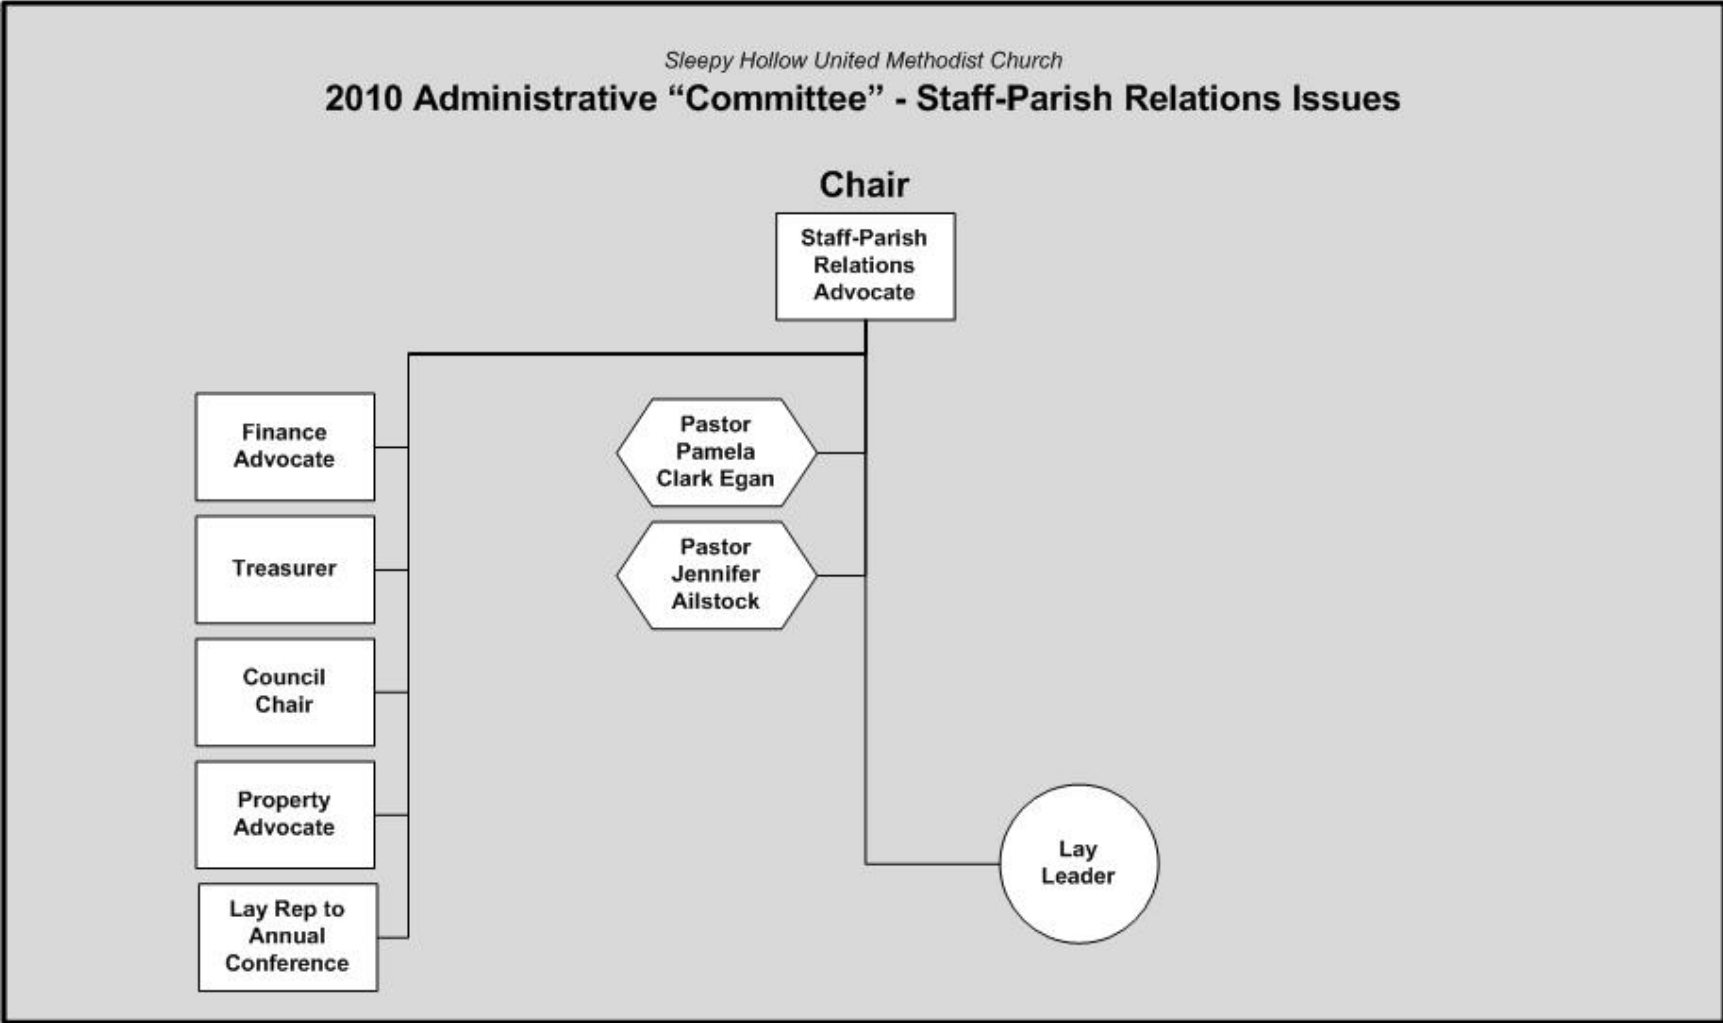 Sleepy Hollow United Methodist Church
2010 Administrative “Committee” - Staff-Parish Relations Issues
Chair
Staff-Parish
Relations
Advocate
Finance
Advocate
Treasurer
Council
Chair
Property
Advocate
Lay Rep to
Annual
Conference
Pastor
Pamela
Clark Egan
Pastor
Jennifer
Ailstock
Lay
Leader